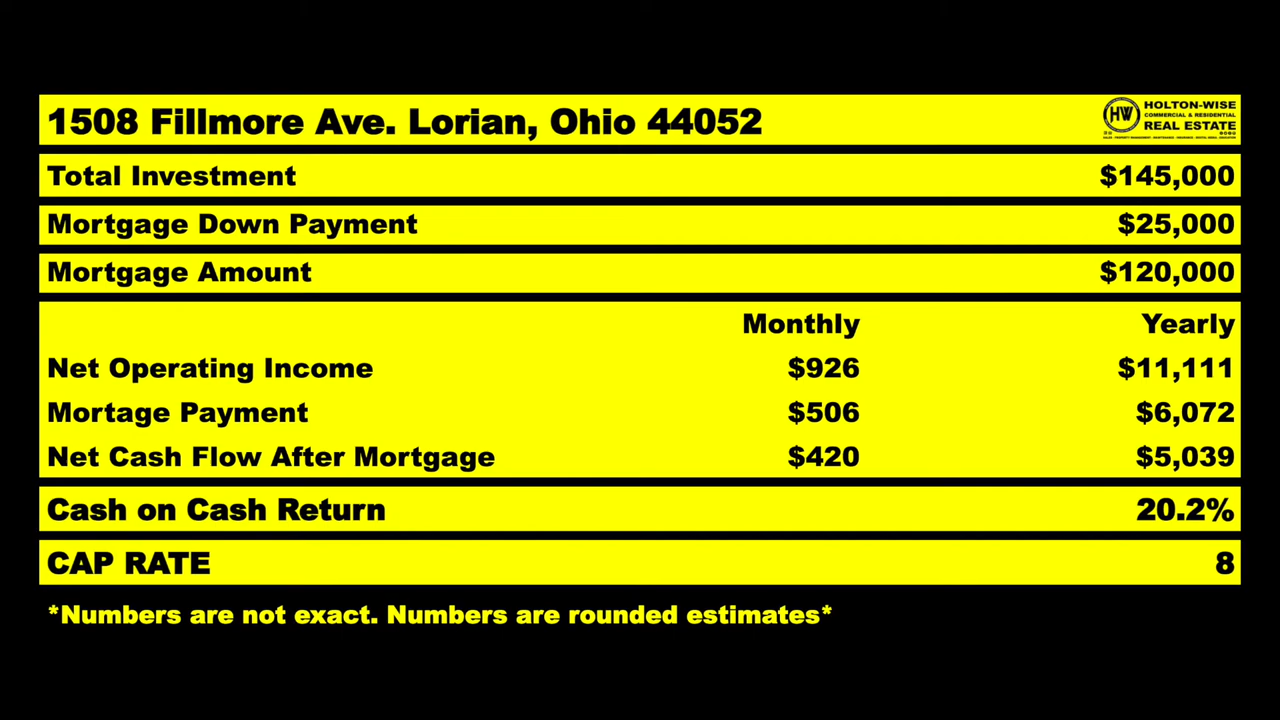 1508 Fillmore Ave. Lorian, Ohio 44052
HOLTON-WISE
HW COMMERCIAL & RESIDENTIAL
REAL ESTATE
Total Investment $145,000
Mortgage Down Payment $25,000
Mortgage Amount $120,000
Monthly Yearly
Net Operating Income $926 $11,111
Mortage Payment $506 $6,072
Net Cash Flow After Mortgage $420 $5,039
Cash on Cash Return 20.2%
CAP RATE 8
*Numbers are not exact. Numbers are rounded estimates*